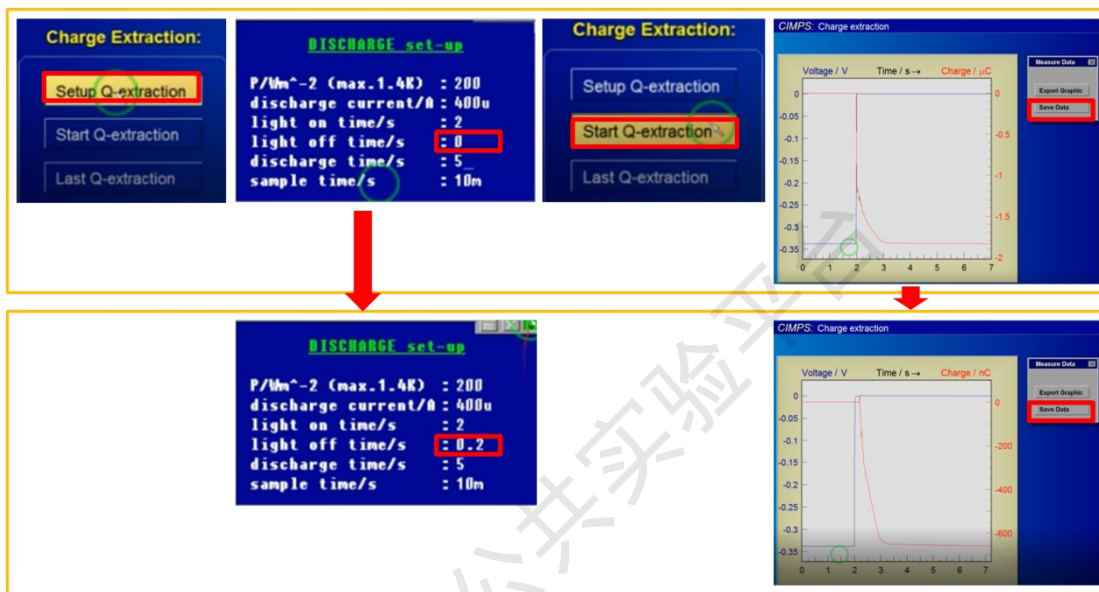 Charge Extraction:
Setup Q-extraction
Start Q-extraction
Last Q-extraction
DISCHARGE set-up
P/Wm^-2 (max.1.4K) : 200
discharge current/A : 400u
light on time/s : 2
light off time/s : 0
discharge time/s : 5_
sample time/s : 10m
Charge Extraction:
Setup Q-extraction
Start Q-extraction
Last Q-extraction
CIMPS: Charge extraction
Voltage / V Time / s→ Charge / μC
0 0
-0.05
-0.1 -0.5
-0.15
-0.2 -1
-0.25
-0.3 -1.5
-0.35
-2
0 1 2 3 4 5 6 7
Measure Data
Export Graphic
Save Data
DISCHARGE set-up
P/Wm^-2 (max.1.4K) : 200
discharge current/A : 400u
light on time/s : 2
light off time/s : 0.2
discharge time/s : 5
sample time/s : 10m
CIMPS: Charge extraction
Voltage / V Time / s→ Charge / nC
0 0
-0.05
-0.1 -200
-0.15
-0.2 -400
-0.25
-0.3 -600
-0.35
0 1 2 3 4 5 6 7
Measure Data
Export Graphic
Save Data
公共实验平台